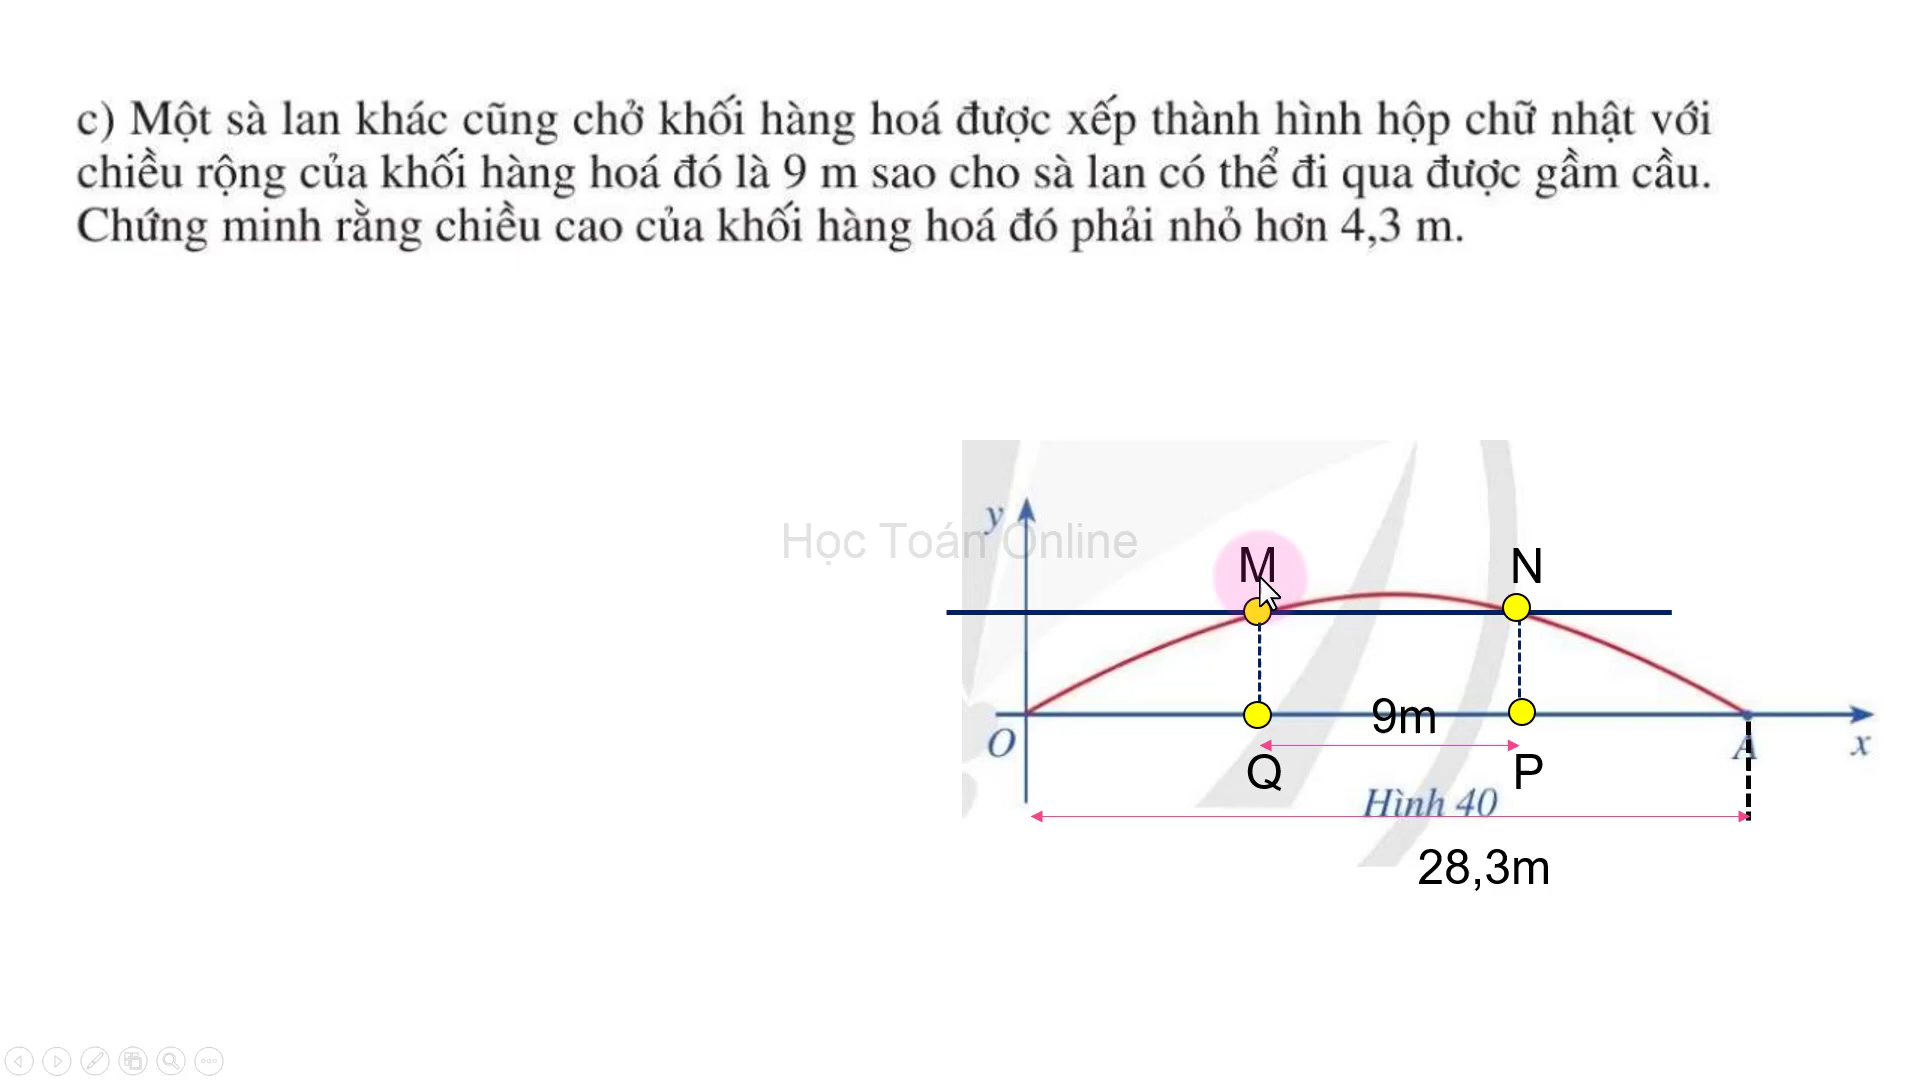 c) Một sà lan khác cũng chở khối hàng hoá được xếp thành hình hộp chữ nhật với
chiều rộng của khối hàng hoá đó là 9 m sao cho sà lan có thể đi qua được gầm cầu.
Chứng minh rằng chiều cao của khối hàng hoá đó phải nhỏ hơn 4,3 m.
y
Học Toán Online
M
N
9m
O
Q
P
A
x
Hình 40
28,3m